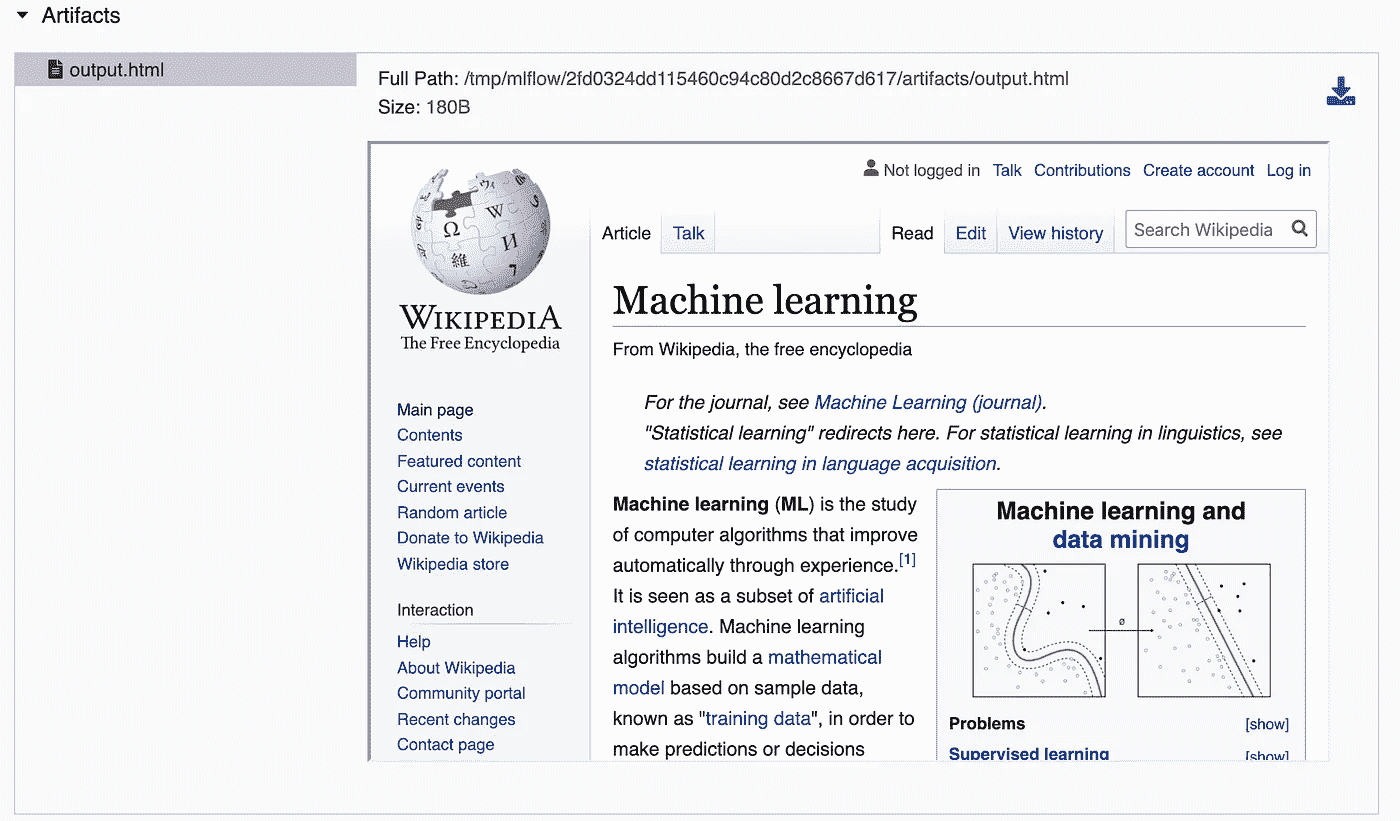 Artifacts
output.html
Full Path: /tmp/mlflow/2fd0324dd115460c94c80d2c8667d617/artifacts/output.html
Size: 180B
Not logged in Talk Contributions Create account Log in
Article Talk Read Edit View history Search Wikipedia
Ω W И 維 วิ
WIKIPEDIA
The Free Encyclopedia
Main page
Contents
Featured content
Current events
Random article
Donate to Wikipedia
Wikipedia store
Interaction
Help
About Wikipedia
Community portal
Recent changes
Contact page
Machine learning
From Wikipedia, the free encyclopedia
For the journal, see Machine Learning (journal).
"Statistical learning" redirects here. For statistical learning in linguistics, see
statistical learning in language acquisition.
Machine learning (ML) is the study
of computer algorithms that improve
automatically through experience.[1]
It is seen as a subset of artificial
intelligence. Machine learning
algorithms build a mathematical
model based on sample data,
known as "training data", in order to
make predictions or decisions
Machine learning and
data mining
ø
Problems [show]
Supervised learning [show]